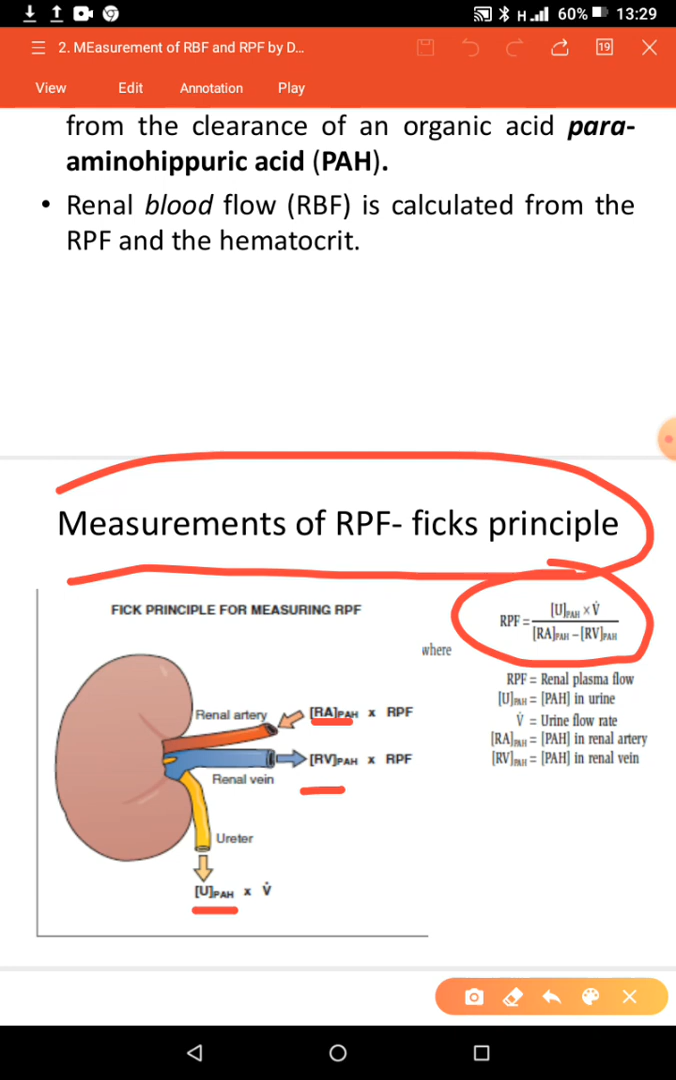 H 60% 13:29
2. MEasurement of RBF and RPF by D...
19
View Edit Annotation Play
from the clearance of an organic acid para-
aminohippuric acid (PAH).
• Renal blood flow (RBF) is calculated from the
RPF and the hematocrit.
Measurements of RPF- ficks principle
FICK PRINCIPLE FOR MEASURING RPF
Renal artery
[RA]PAH x RPF
[RV]PAH x RPF
Renal vein
Ureter
[U]PAH x V̇
RPF = [U]PAH × V̇
[RA]PAH – [RV]PAH
where
RPF = Renal plasma flow
[U]PAH = [PAH] in urine
V̇ = Urine flow rate
[RA]PAH = [PAH] in renal artery
[RV]PAH = [PAH] in renal vein